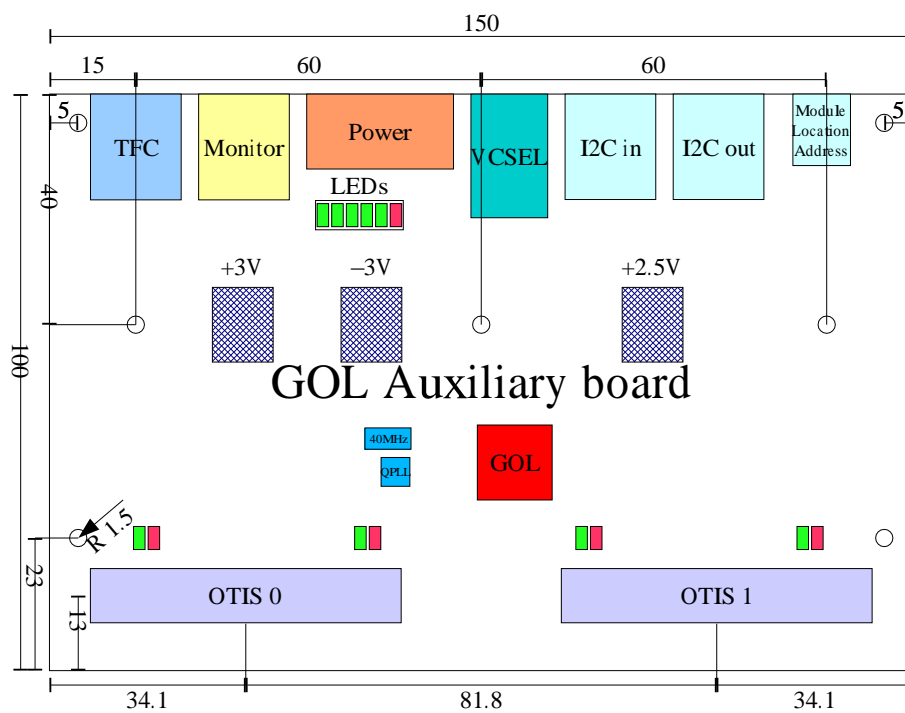 150
15 60 60
5 5
TFC Monitor Power VCSEL I2C in I2C out Module
Location
Address
LEDs
40
+3V −3V +2.5V
100
GOL Auxiliary board
40MHz
QPLL
GOL
R 1.5
23
13
OTIS 0 OTIS 1
34.1 81.8 34.1